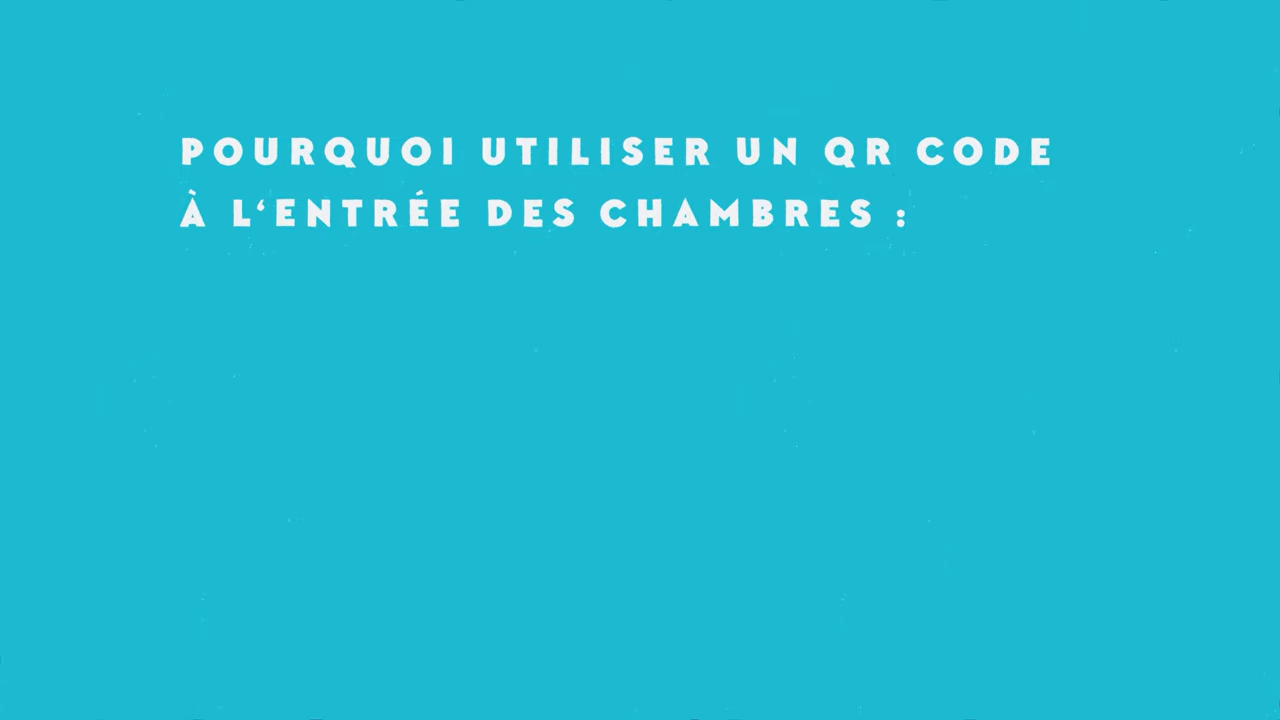 POURQUOI UTILISER UN QR CODE
À L‘ENTRÉE DES CHAMBRES :